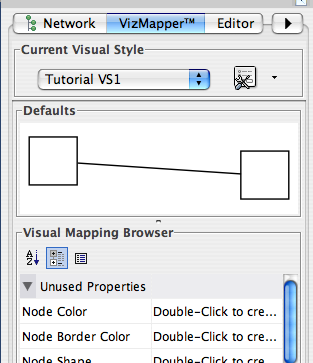 Network VizMapper™ Editor
Current Visual Style
Tutorial VS1
Defaults
Visual Mapping Browser
A
Z
Unused Properties
Node Color Double-Click to cre...
Node Border Color Double-Click to cre...
Node Shape Double-Click to cre...